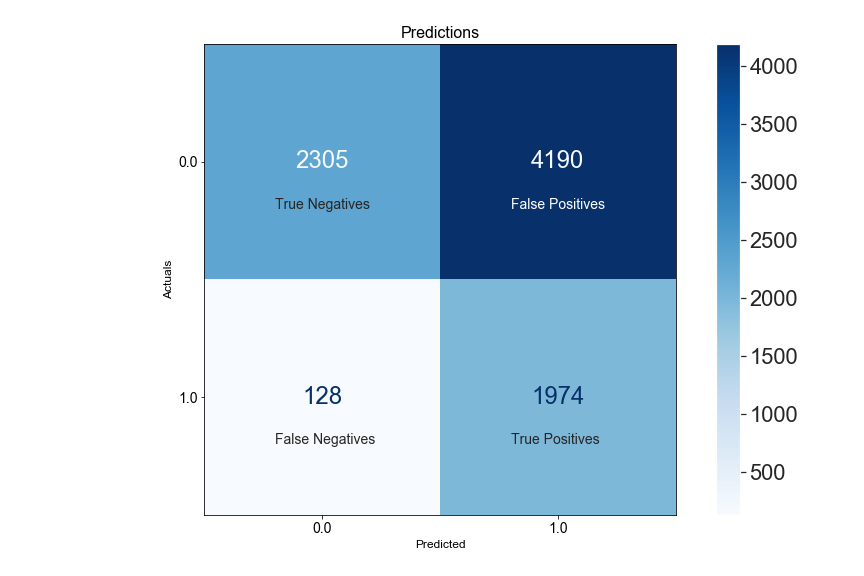 Predictions
4000
3500
3000
2500
2000
1500
1000
500
0.0
2305
4190
True Negatives
False Positives
Actuals
1.0
128
1974
False Negatives
True Positives
0.0
1.0
Predicted